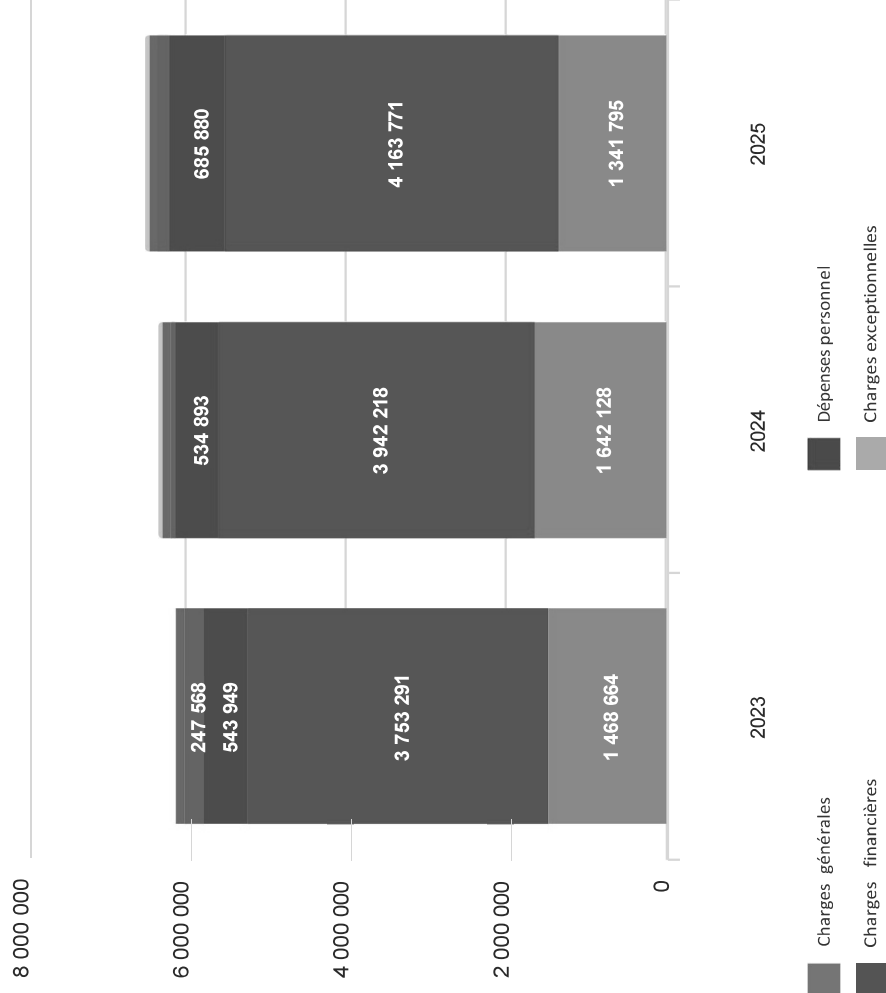 8 000 000
6 000 000
4 000 000
2 000 000
0
247 568
543 949
3 753 291
1 468 664
534 893
3 942 218
1 642 128
685 880
4 163 771
1 341 795
2023
2024
2025
Charges générales
Dépenses personnel
Charges financières
Charges exceptionnelles